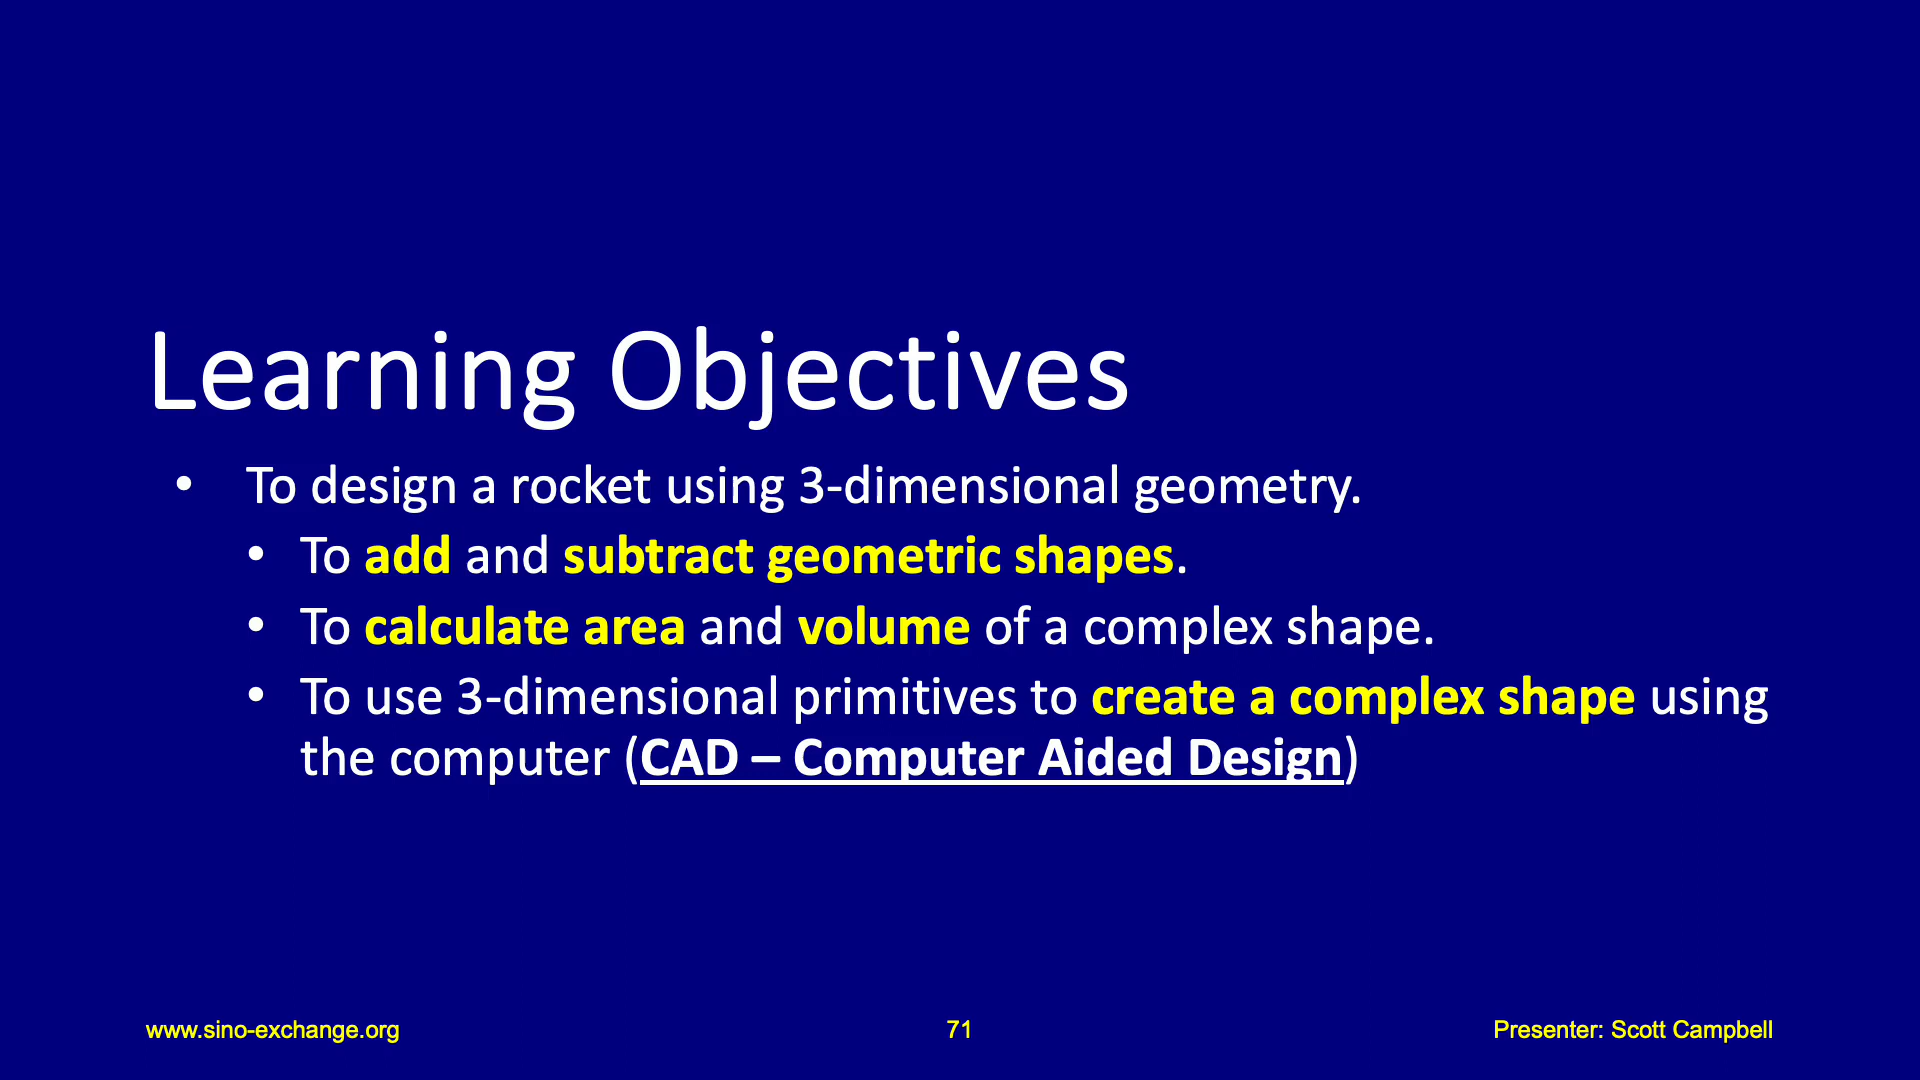 Learning Objectives
• To design a rocket using 3-dimensional geometry.
• To add and subtract geometric shapes.
• To calculate area and volume of a complex shape.
• To use 3-dimensional primitives to create a complex shape using
the computer (CAD – Computer Aided Design)
www.sino-exchange.org
71
Presenter: Scott Campbell